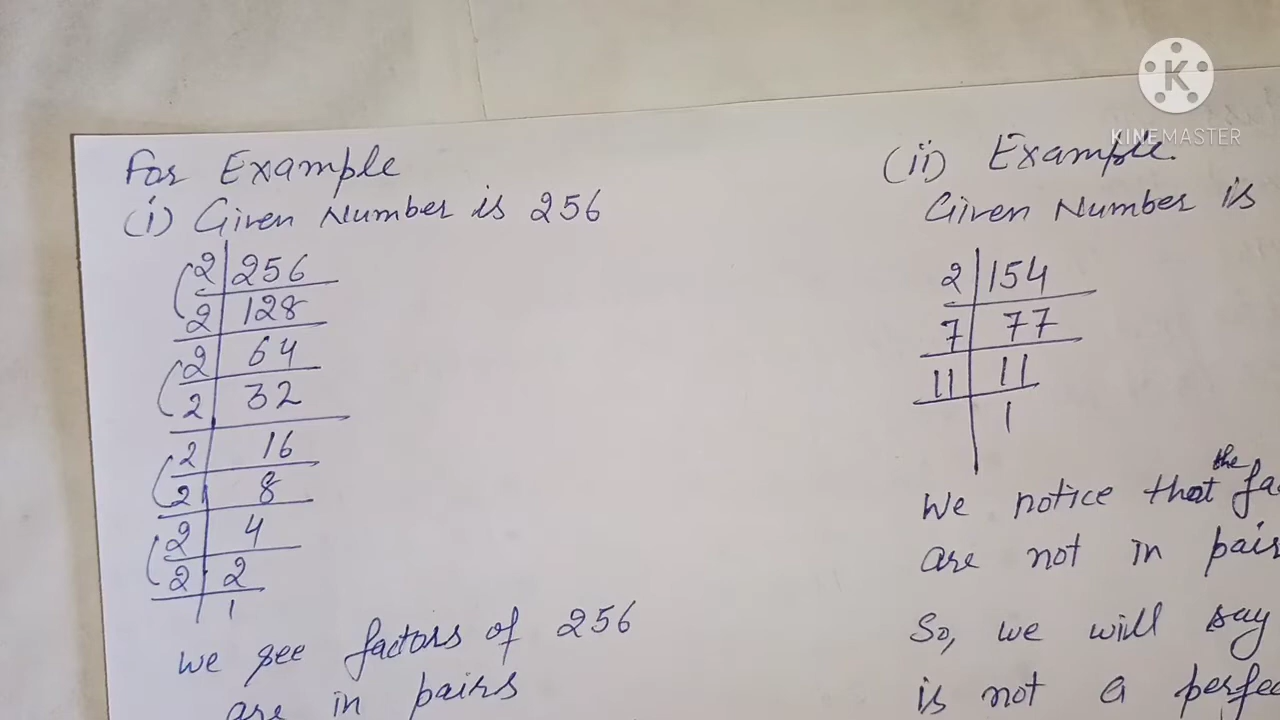 K
KINEMASTER
For Example
(i) Given Number is 256
2 | 256
2 | 128
2 | 64
2 | 32
2 | 16
2 | 8
2 | 4
2 | 2
1
we see factors of 256
are in pairs
(ii) Example.
Given Number is
2 | 154
7 | 77
11 | 11
1
We notice that the
are not in
So, we will say
is not a